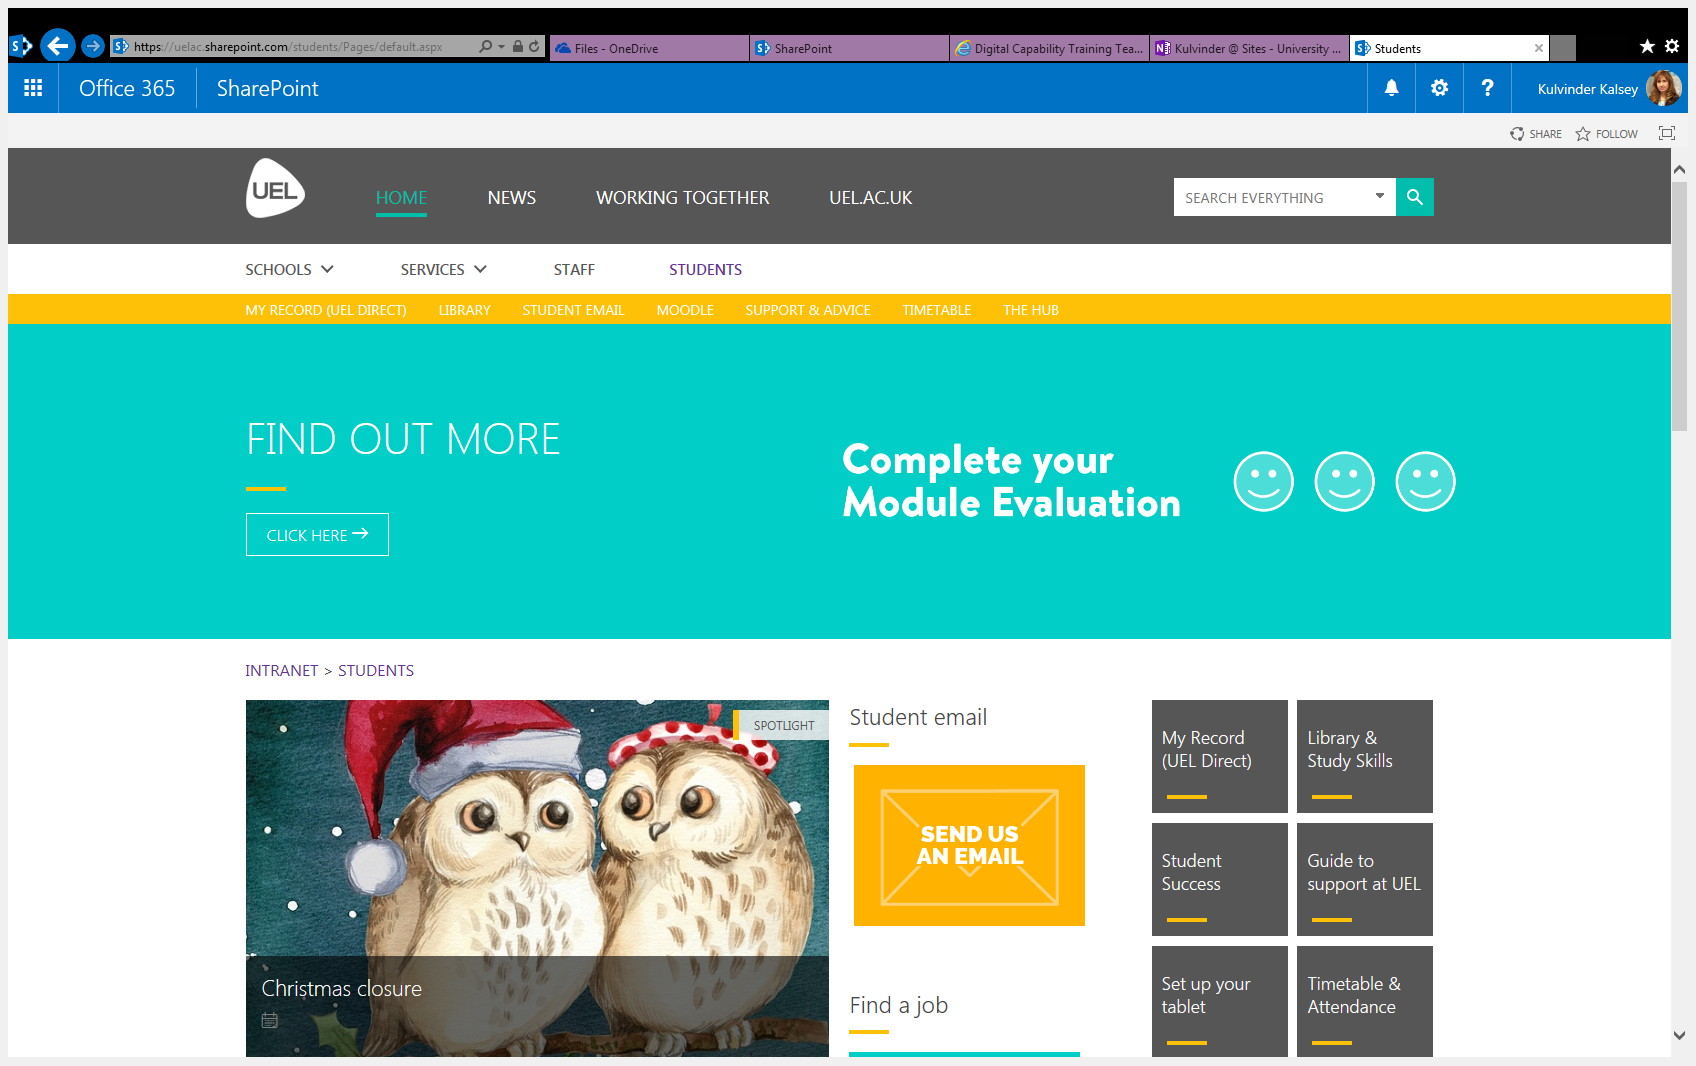 https://uelac.sharepoint.com/students/Pages/default.aspx
Files - OneDrive
SharePoint
Digital Capability Training Tea...
Kulvinder @ Sites - University ...
Students
Office 365
SharePoint
?
Kulvinder Kalsey
SHARE
FOLLOW
UEL
HOME
NEWS
WORKING TOGETHER
UEL.AC.UK
SEARCH EVERYTHING
SCHOOLS
SERVICES
STAFF
STUDENTS
MY RECORD (UEL DIRECT)
LIBRARY
STUDENT EMAIL
MOODLE
SUPPORT & ADVICE
TIMETABLE
THE HUB
FIND OUT MORE
CLICK HERE
Complete your
Module Evaluation
INTRANET > STUDENTS
SPOTLIGHT
Christmas closure
Student email
SEND US
AN EMAIL
Find a job
My Record
(UEL Direct)
Library &
Study Skills
Student
Success
Guide to
support at UEL
Set up your
tablet
Timetable &
Attendance